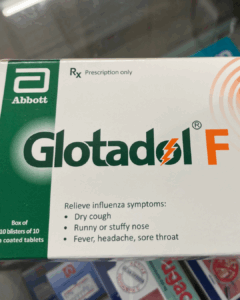 Rx Prescription only
Abbott
Glotadol® F
Relieve influenza symptoms:
• Dry cough
• Runny or stuffy nose
• Fever, headache, sore throat
Box of
10 blisters of 10
coated tablets